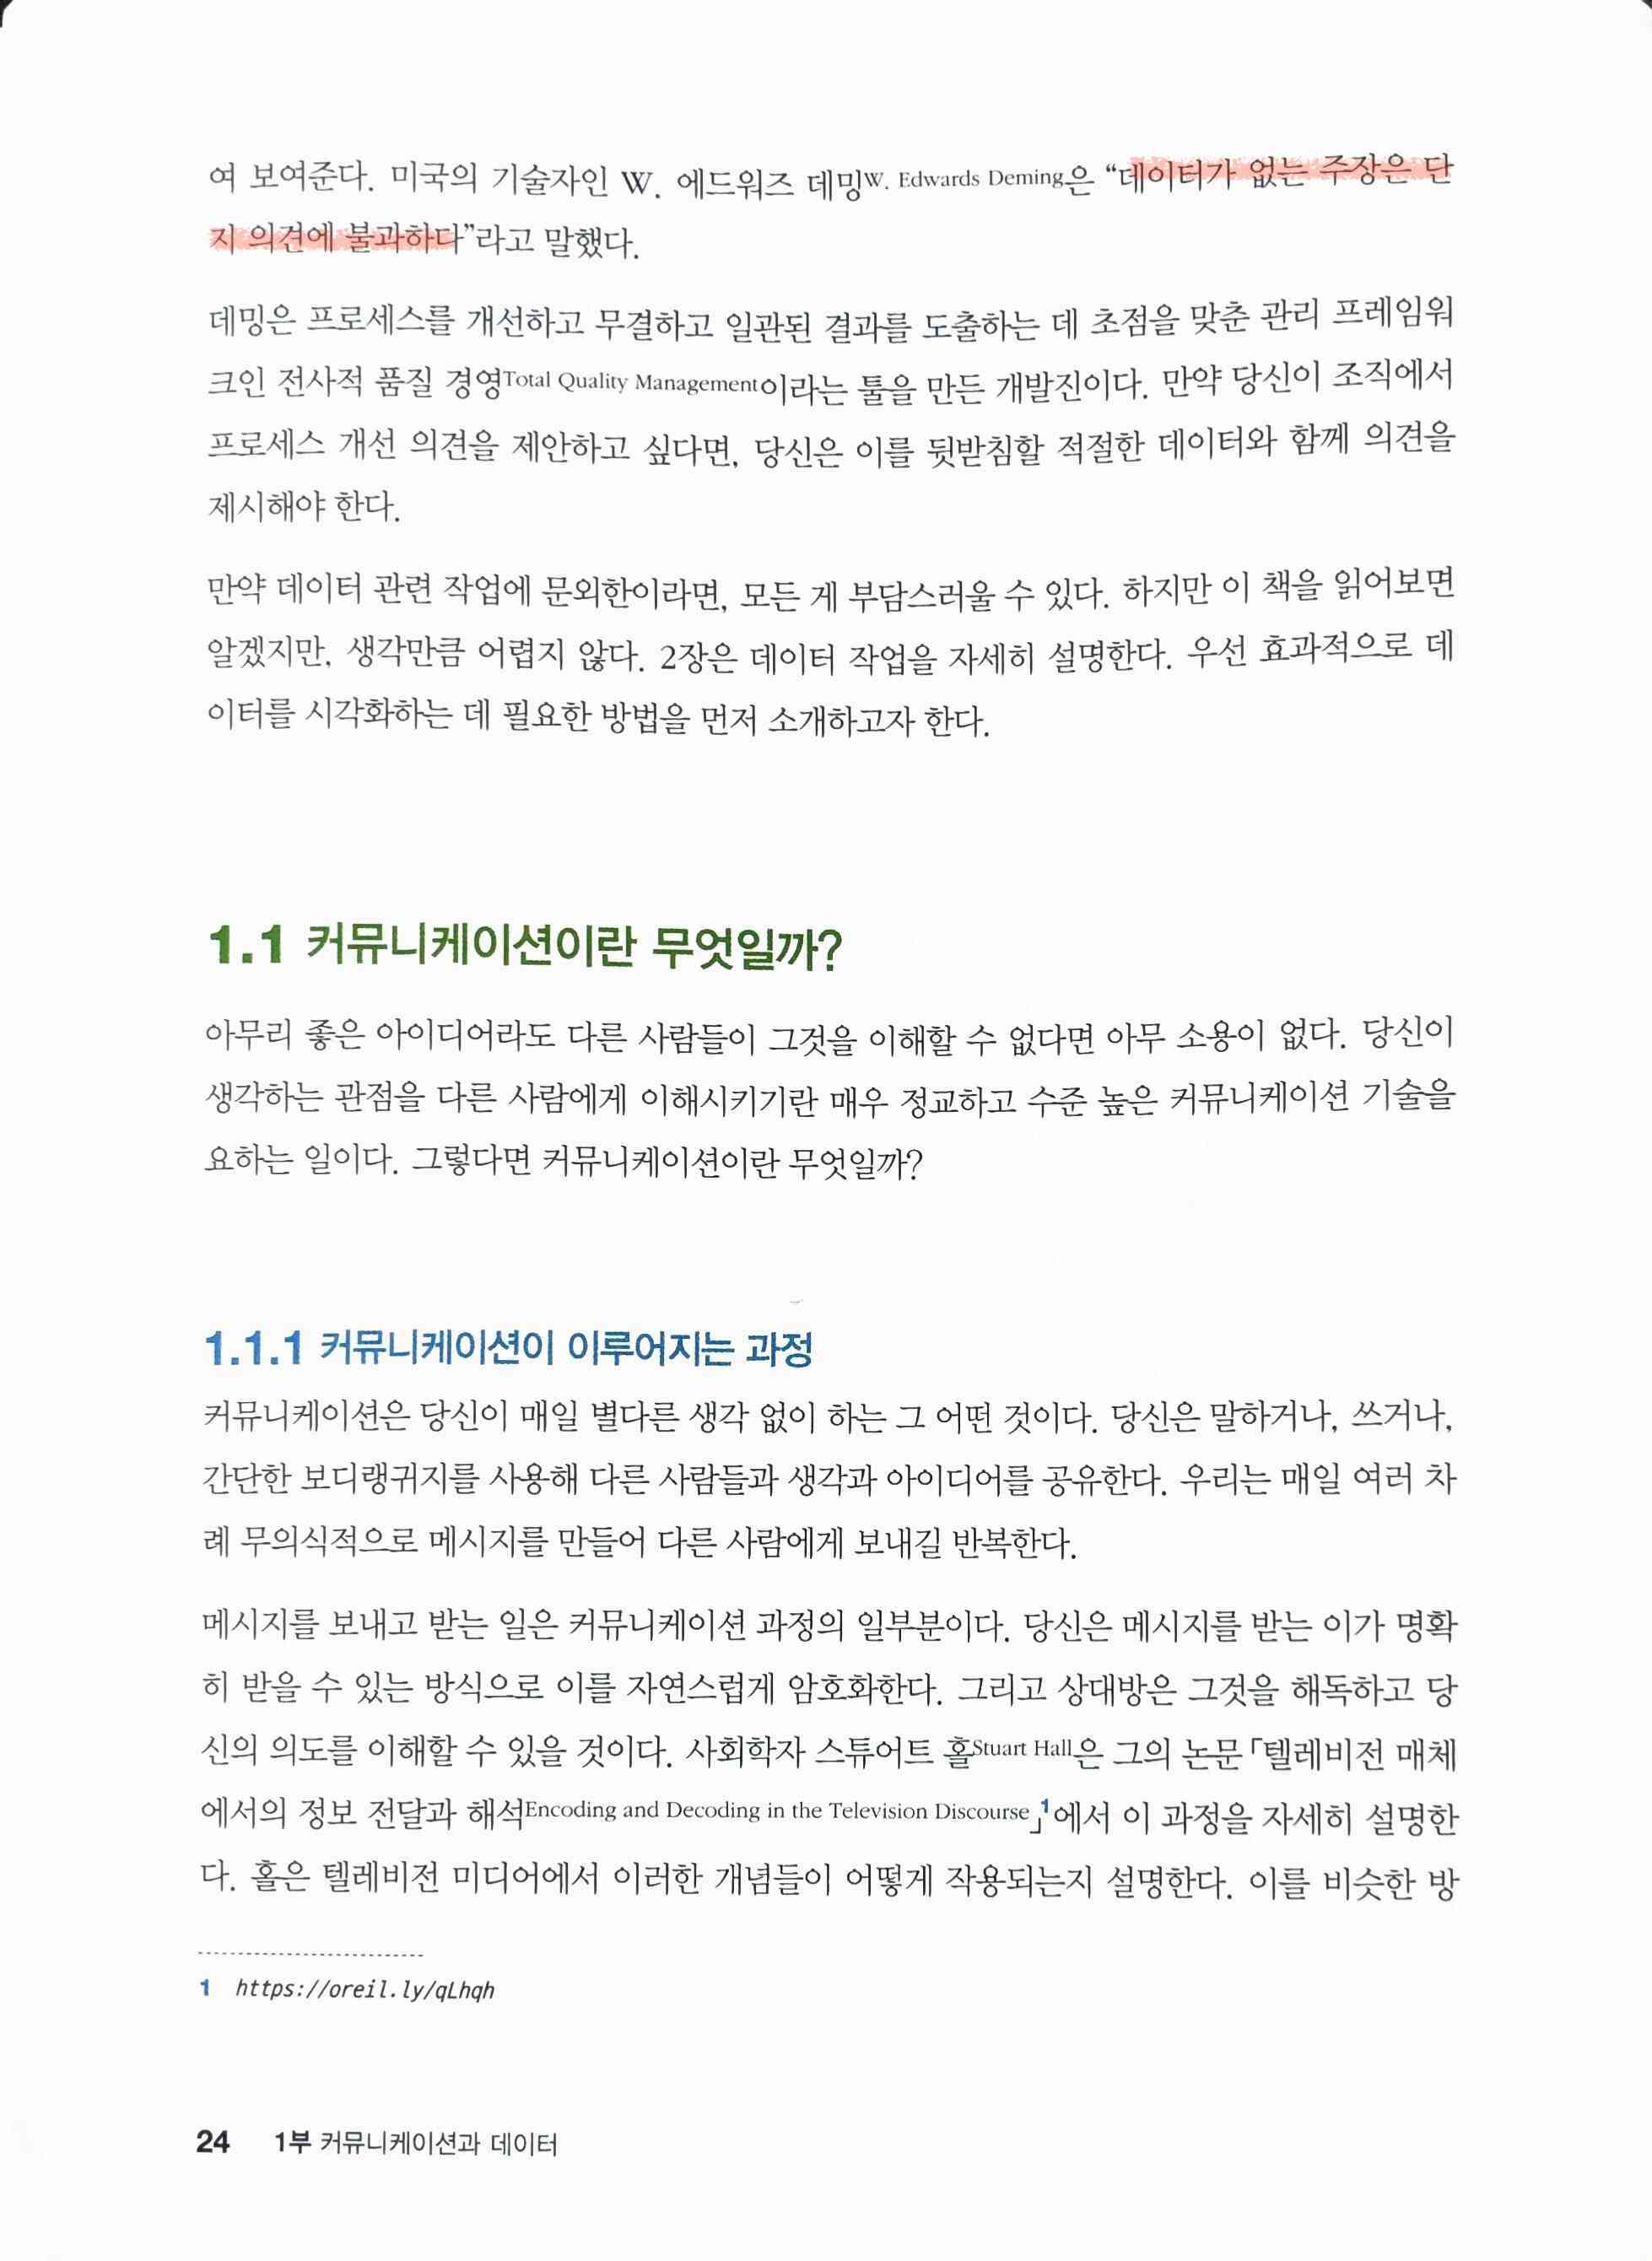 여 보여준다. 미국의 기술자인 W. 에드워즈 데밍W. Edwards Deming은 “데이터가 없는 주장은 단
지 의견에 불과하다”라고 말했다.
데밍은 프로세스를 개선하고 무결하고 일관된 결과를 도출하는 데 초점을 맞춘 관리 프레임워
크인 전사적 품질 경영Total Quality Management이라는 툴을 만든 개발진이다. 만약 당신이 조직에서
프로세스 개선 의견을 제안하고 싶다면, 당신은 이를 뒷받침할 적절한 데이터와 함께 의견을
제시해야 한다.
만약 데이터 관련 작업에 문외한이라면, 모든 게 부담스러울 수 있다. 하지만 이 책을 읽어보면
알겠지만, 생각만큼 어렵지 않다. 2장은 데이터 작업을 자세히 설명한다. 우선 효과적으로 데
이터를 시각화하는 데 필요한 방법을 먼저 소개하고자 한다.
1.1 커뮤니케이션이란 무엇일까?
아무리 좋은 아이디어라도 다른 사람들이 그것을 이해할 수 없다면 아무 소용이 없다. 당신이
생각하는 관점을 다른 사람에게 이해시키기란 매우 정교하고 수준 높은 커뮤니케이션 기술을
요하는 일이다. 그렇다면 커뮤니케이션이란 무엇일까?
1.1.1 커뮤니케이션이 이루어지는 과정
커뮤니케이션은 당신이 매일 별다른 생각 없이 하는 그 어떤 것이다. 당신은 말하거나, 쓰거나,
간단한 보디랭귀지를 사용해 다른 사람들과 생각과 아이디어를 공유한다. 우리는 매일 여러 차
례 무의식적으로 메시지를 만들어 다른 사람에게 보내길 반복한다.
메시지를 보내고 받는 일은 커뮤니케이션 과정의 일부분이다. 당신은 메시지를 받는 이가 명확
히 받을 수 있는 방식으로 이를 자연스럽게 암호화한다. 그리고 상대방은 그것을 해독하고 당
신의 의도를 이해할 수 있을 것이다. 사회학자 스튜어트 홀Stuart Hall은 그의 논문 「텔레비전 매체
에서의 정보 전달과 해석Encoding and Decoding in the Television Discourse」1에서 이 과정을 자세히 설명한
다. 홀은 텔레비전 미디어에서 이러한 개념들이 어떻게 작용되는지 설명한다. 이를 비슷한 방
1 https://oreil.ly/qLhqh
24 1부 커뮤니케이션과 데이터